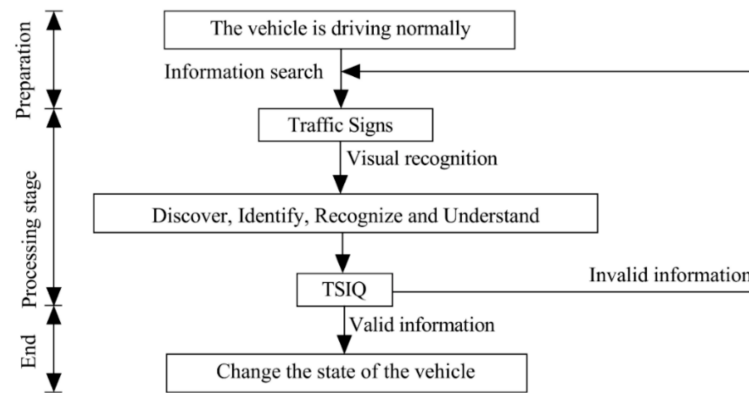 The vehicle is driving normally
Preparation
Information search
Traffic Signs
Visual recognition
Processing stage
Discover, Identify, Recognize and Understand
TSIQ
Invalid information
Valid information
End
Change the state of the vehicle